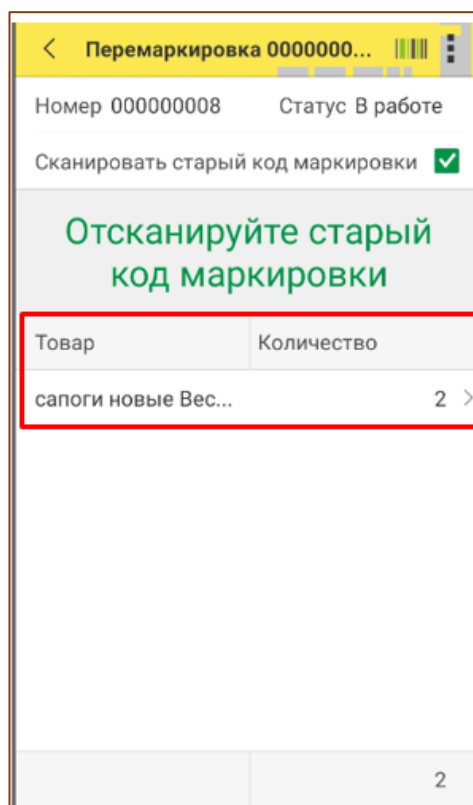 Перемаркировка 0000000...
Номер 000000008 Статус В работе
Сканировать старый код маркировки
Отсканируйте старый
код маркировки
Товар Количество
сапоги новые Вес... 2
2